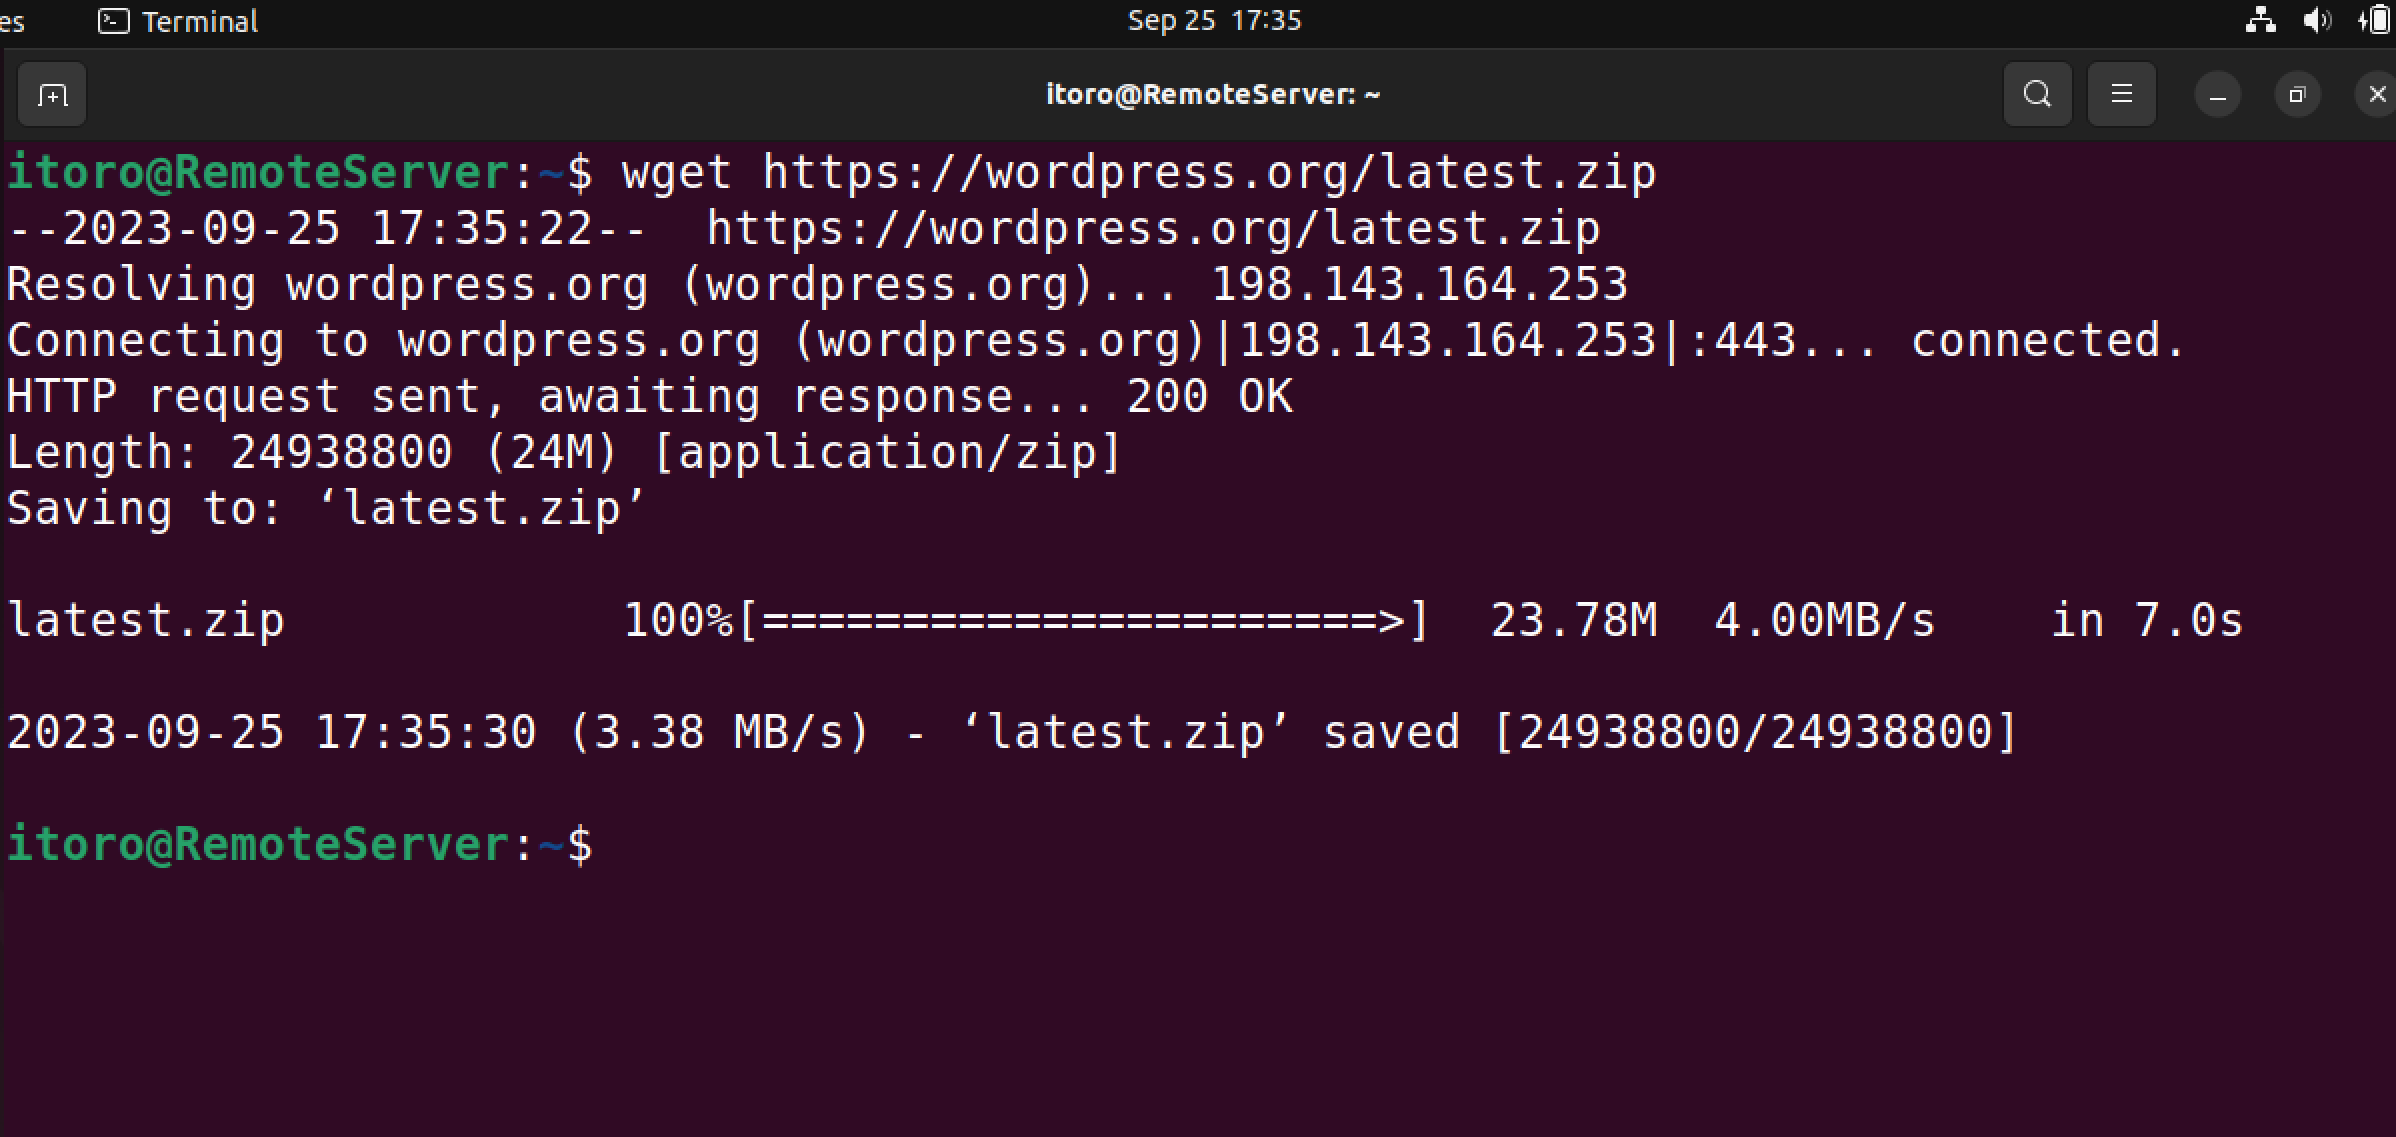 es Terminal Sep 25 17:35
itoro@RemoteServer: ~
itoro@RemoteServer:~$ wget https://wordpress.org/latest.zip
--2023-09-25 17:35:22--  https://wordpress.org/latest.zip
Resolving wordpress.org (wordpress.org)... 198.143.164.253
Connecting to wordpress.org (wordpress.org)|198.143.164.253|:443... connected.
HTTP request sent, awaiting response... 200 OK
Length: 24938800 (24M) [application/zip]
Saving to: ‘latest.zip’
latest.zip            100%[======================>]  23.78M  4.00MB/s    in 7.0s
2023-09-25 17:35:30 (3.38 MB/s) - ‘latest.zip’ saved [24938800/24938800]
itoro@RemoteServer:~$